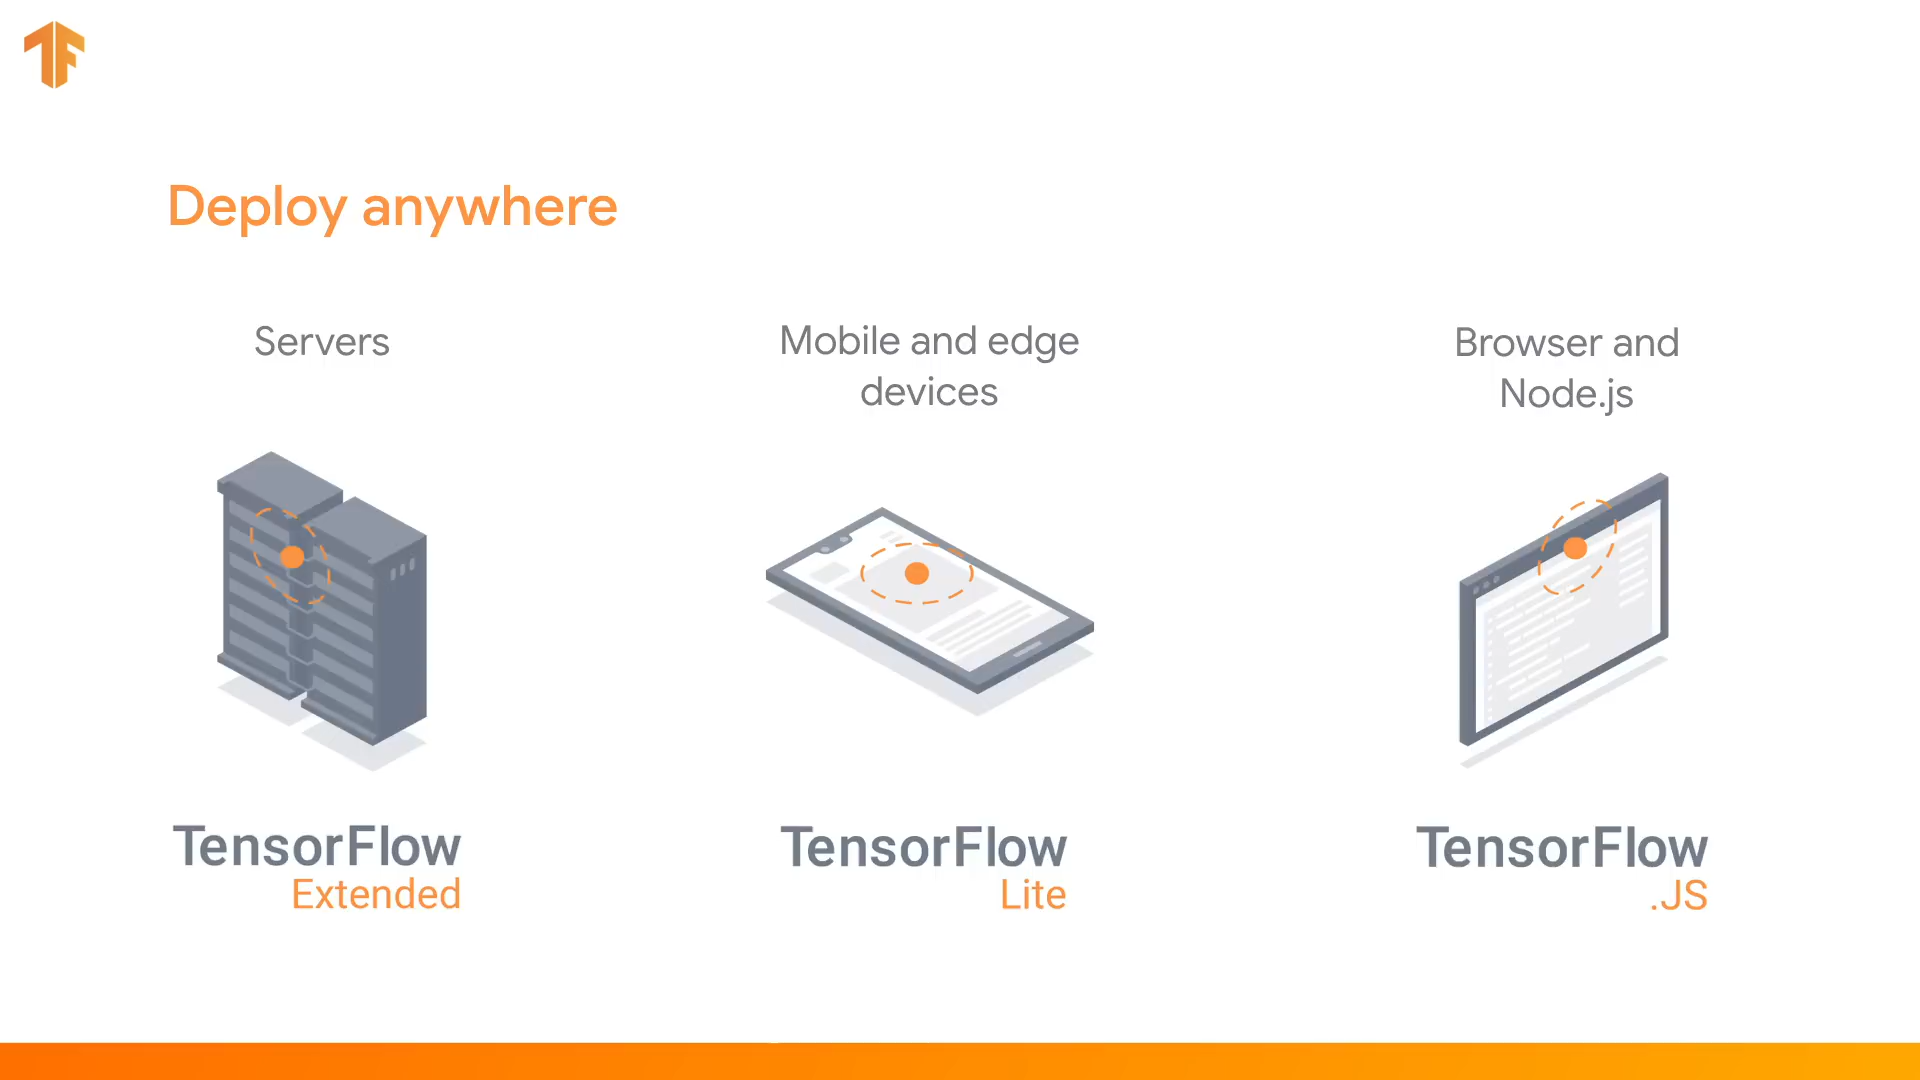 Deploy anywhere
Servers
Mobile and edge
devices
Browser and
Node.js
TensorFlow
Extended
TensorFlow
Lite
TensorFlow
.JS